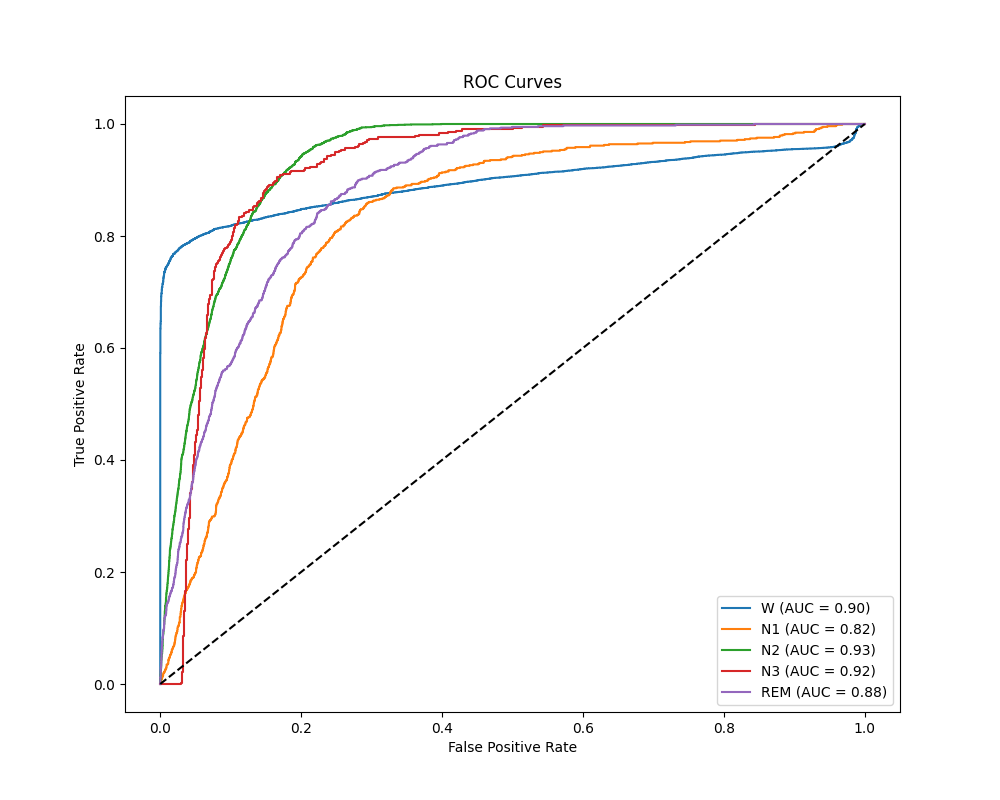 ROC Curves
True Positive Rate
1.0
0.8
0.6
0.4
0.2
0.0
W (AUC = 0.90)
N1 (AUC = 0.82)
N2 (AUC = 0.93)
N3 (AUC = 0.92)
REM (AUC = 0.88)
0.0 0.2 0.4 0.6 0.8 1.0
False Positive Rate